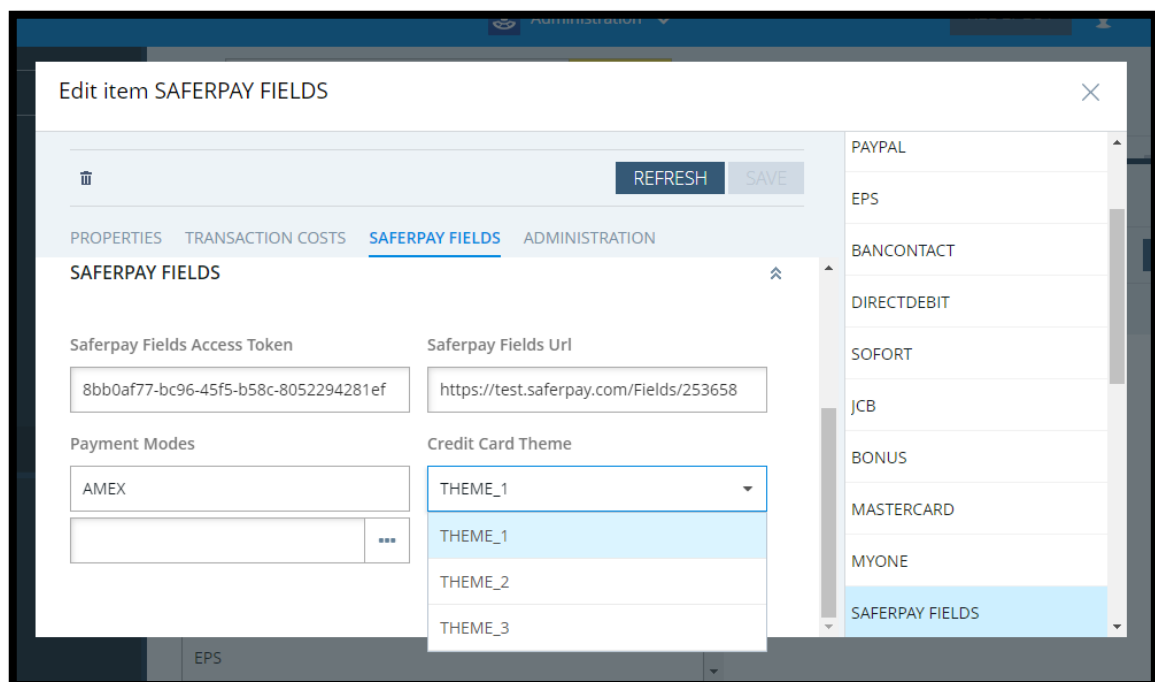 Administration
Edit item SAFERPAY FIELDS
REFRESH SAVE
PROPERTIES TRANSACTION COSTS SAFERPAY FIELDS ADMINISTRATION
SAFERPAY FIELDS
Saferpay Fields Access Token Saferpay Fields Url
8bb0af77-bc96-45f5-b58c-8052294281ef https://test.saferpay.com/Fields/253658
Payment Modes Credit Card Theme
AMEX THEME_1
THEME_1
THEME_2
THEME_3
PAYPAL
EPS
BANCONTACT
DIRECTDEBIT
SOFORT
JCB
BONUS
MASTERCARD
MYONE
SAFERPAY FIELDS
EPS